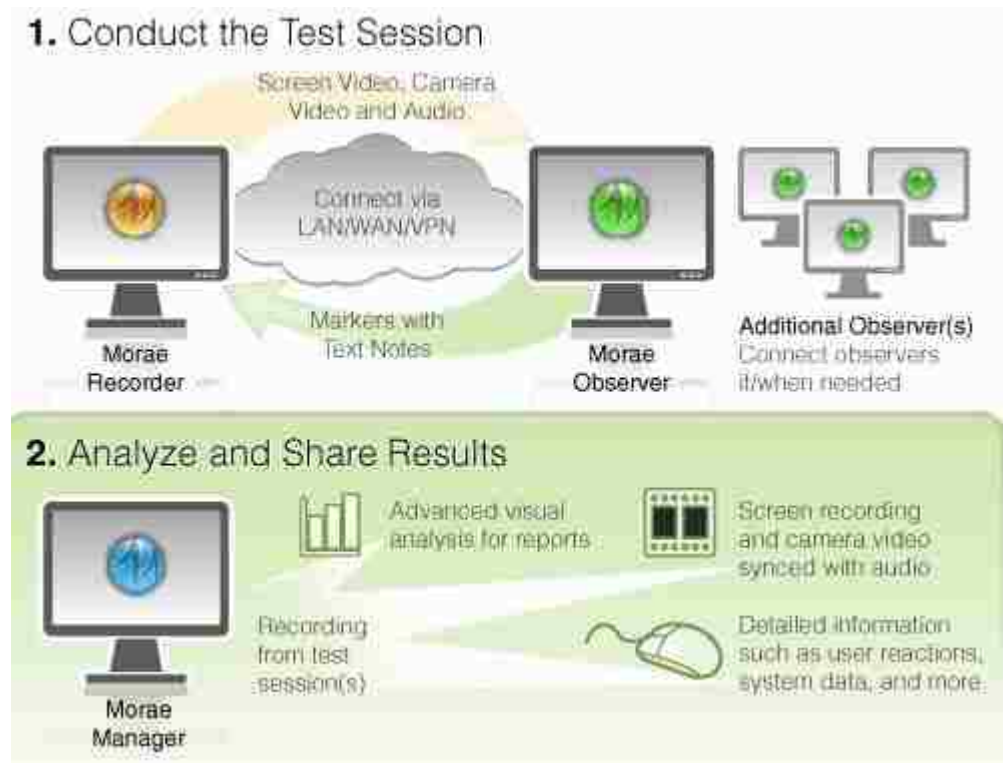 1. Conduct the Test Session
Screen Video, Camera
Video and Audio
Connect via
LAN/WAN/VPN
Markers with
Text Notes
Morae
Recorder
Morae
Observer
Additional Observer(s)
Connect observers
if/when needed
2. Analyze and Share Results
Advanced visual
analysis for reports
Screen recording
and camera video
synced with audio
Recording
from test
session(s)
Detailed information
such as user reactions,
system data, and more
Morae
Manager